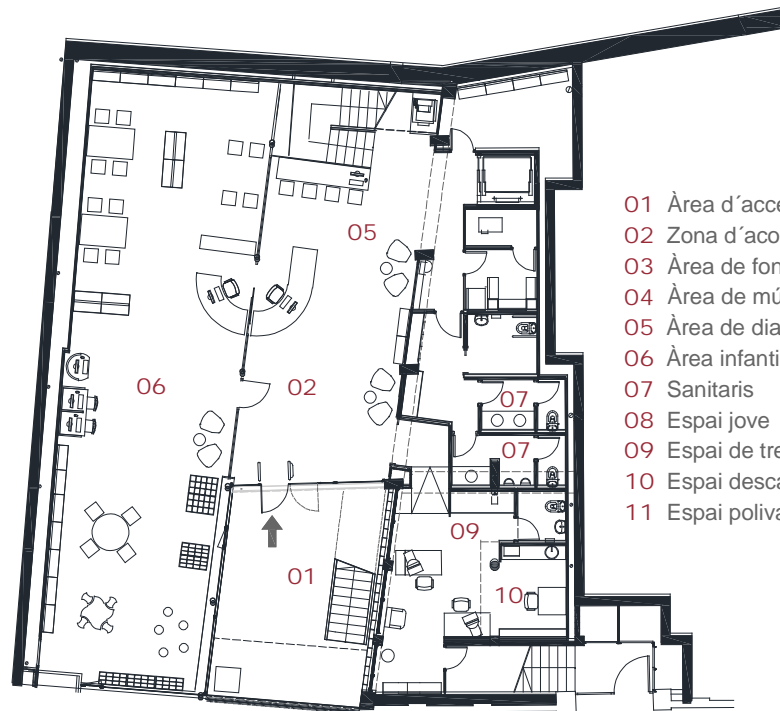 05
06
02
07
07
09
01
10
01 Àrea d´acce
02 Zona d´aco
03 Àrea de fon
04 Àrea de mú
05 Àrea de dia
06 Àrea infanti
07 Sanitaris
08 Espai jove
09 Espai de tre
10 Espai desca
11 Espai poliva